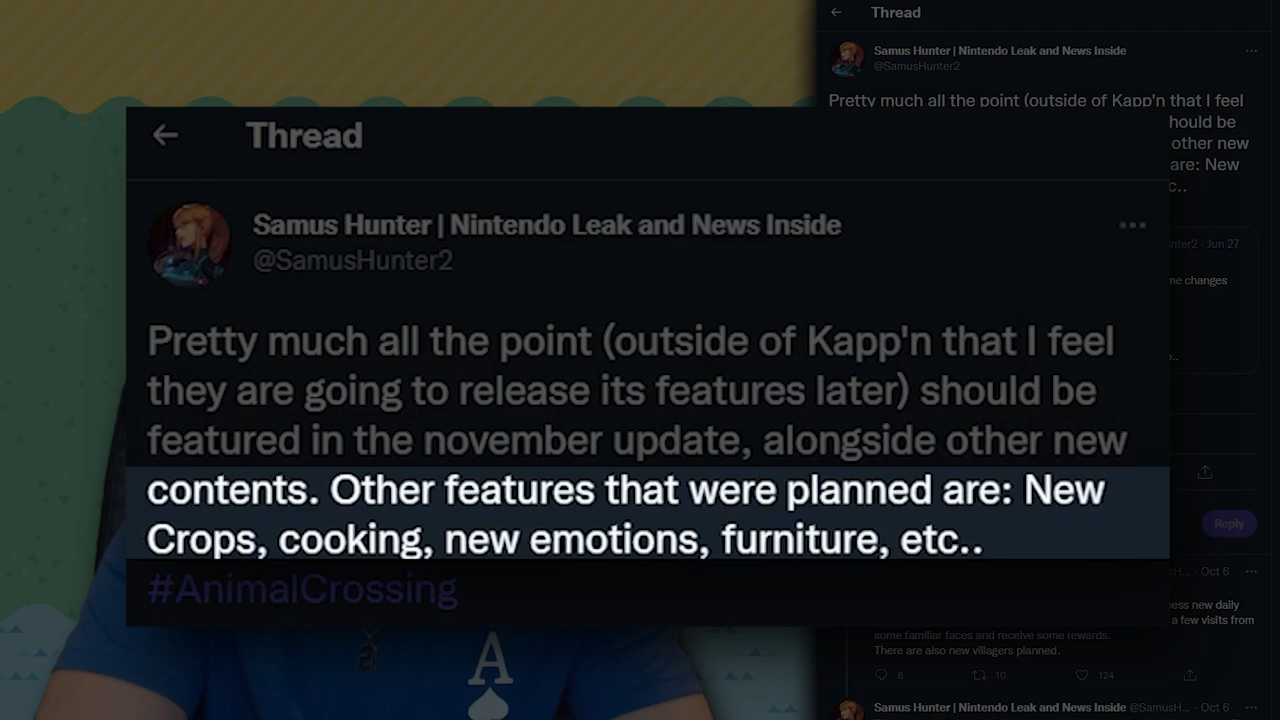 Thread
Samus Hunter | Nintendo Leak and News Inside
@SamusHunter2
Pretty much all the point (outside of Kapp'n that I feel
hould be
other new
are: New
c..
Thread
Samus Hunter | Nintendo Leak and News Inside
@SamusHunter2
Pretty much all the point (outside of Kapp'n that I feel
they are going to release its features later) should be
featured in the november update, alongside other new
contents. Other features that were planned are: New
Crops, cooking, new emotions, furniture, etc..
#AnimalCrossing
nter2 · Jun 27
me changes
..
Reply
H... · Oct 6
ess new daily
a few visits from
some familiar faces and receive some rewards.
There are also new villagers planned.
6 10 124
Samus Hunter | Nintendo Leak and News Inside @SamusH... · Oct 6
a
A